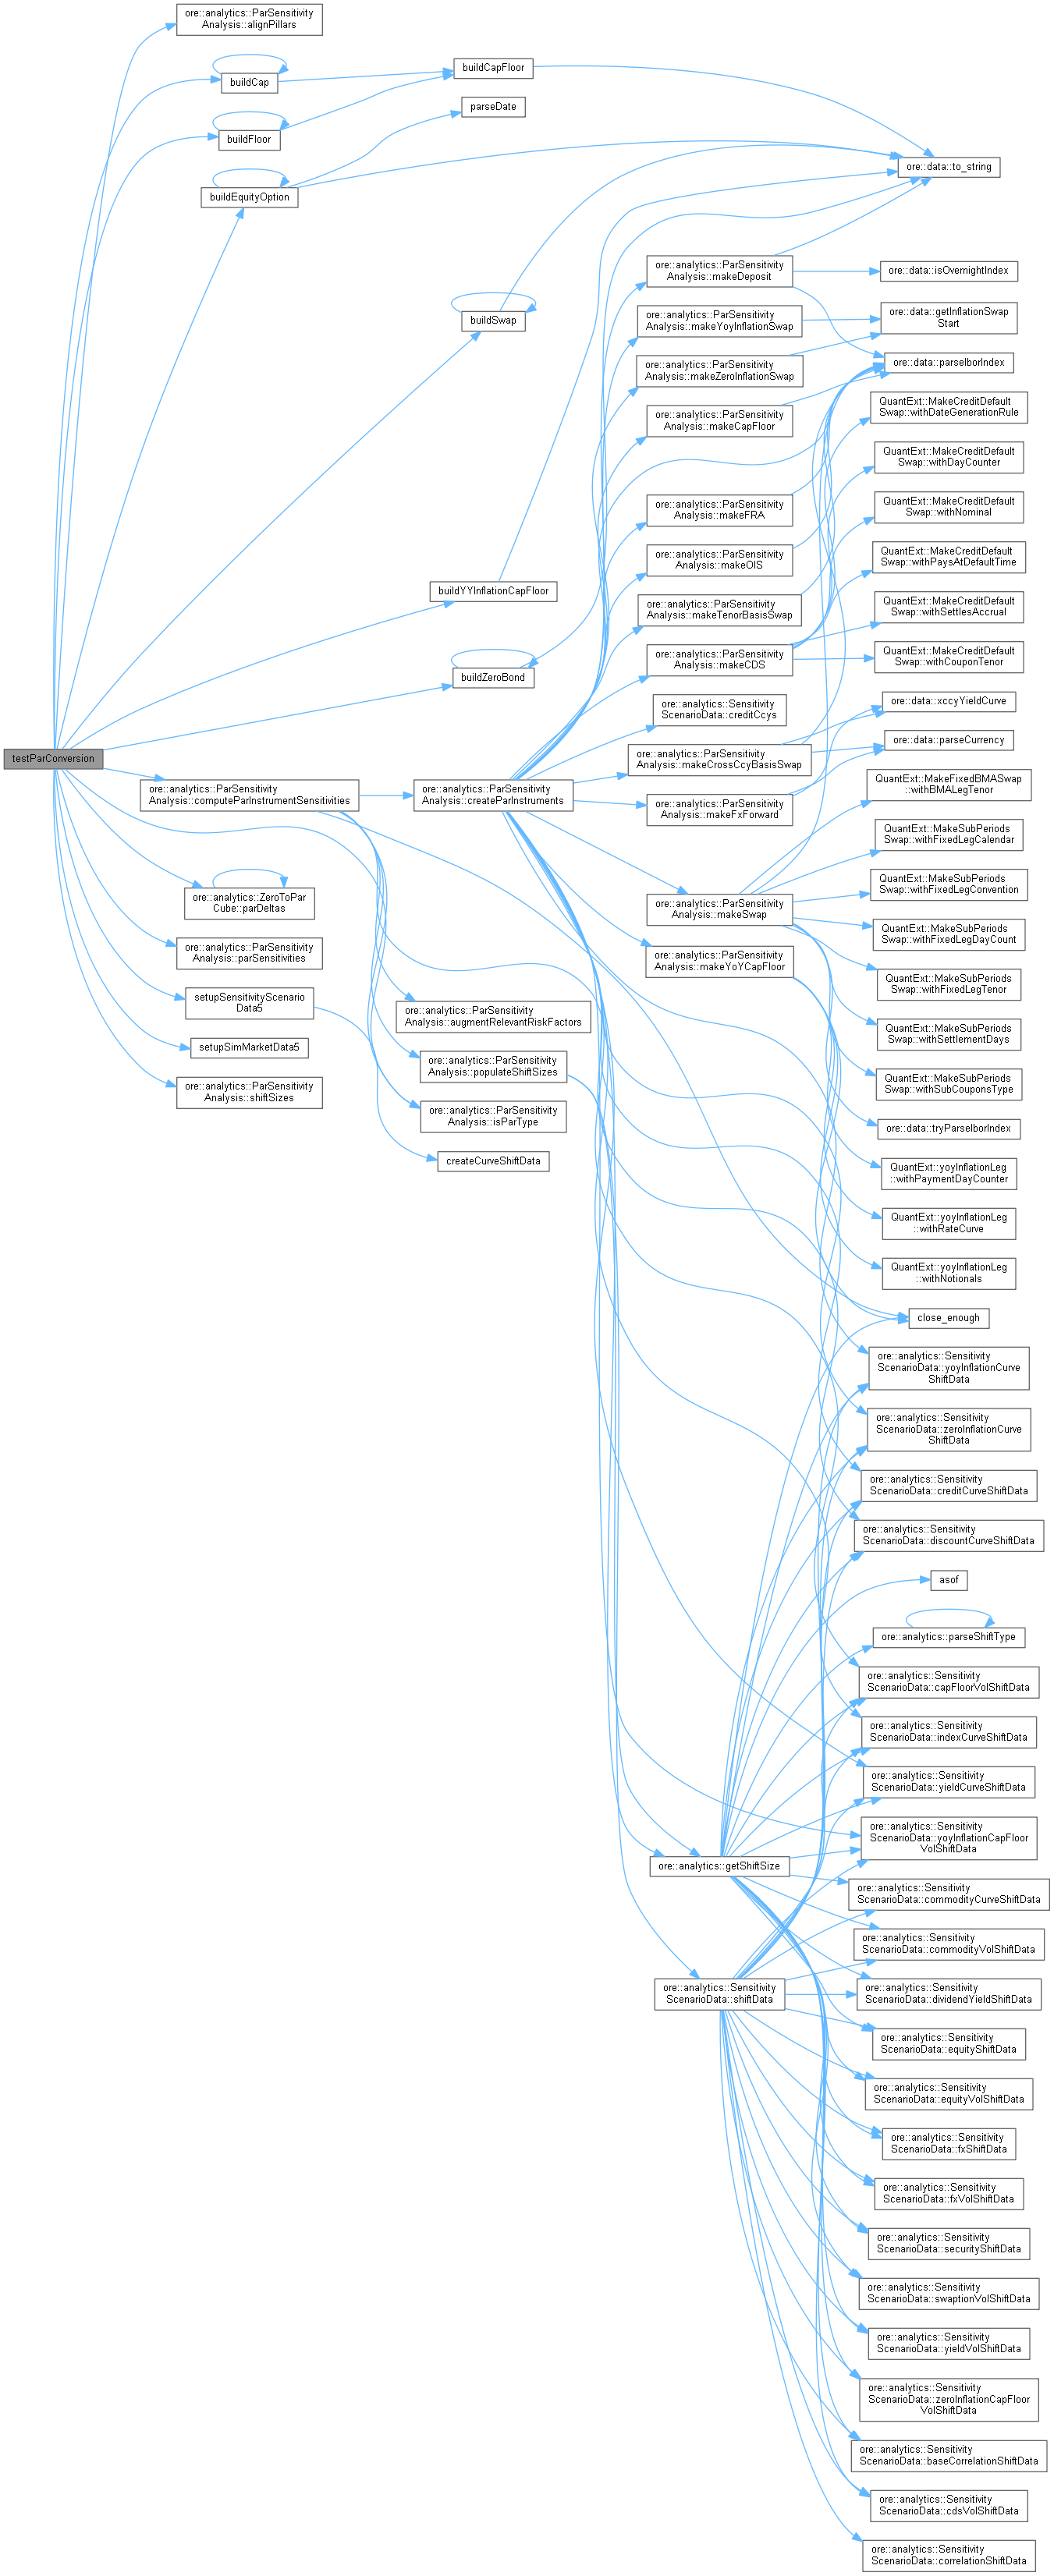 testParConversion
ore::analytics::ParSensitivity
Analysis::alignPillars
buildCap
buildFloor
buildEquityOption
ore::analytics::ParSensitivity
Analysis::computeParInstrumentSensitivities
ore::analytics::ZeroToPar
Cube::parDeltas
ore::analytics::ParSensitivity
Analysis::parSensitivities
setupSensitivityScenario
Data5
setupSimMarketData5
ore::analytics::ParSensitivity
Analysis::shiftSizes
buildCapFloor
parseDate
buildSwap
buildYYInflationCapFloor
buildZeroBond
ore::analytics::ParSensitivity
Analysis::createParInstruments
ore::analytics::ParSensitivity
Analysis::augmentRelevantRiskFactors
ore::analytics::ParSensitivity
Analysis::populateShiftSizes
ore::analytics::ParSensitivity
Analysis::isParType
createCurveShiftData
ore::analytics::ParSensitivity
Analysis::makeDeposit
ore::analytics::ParSensitivity
Analysis::makeYoyInflationSwap
ore::analytics::ParSensitivity
Analysis::makeZeroInflationSwap
ore::analytics::ParSensitivity
Analysis::makeCapFloor
ore::analytics::ParSensitivity
Analysis::makeFRA
ore::analytics::ParSensitivity
Analysis::makeOIS
ore::analytics::ParSensitivity
Analysis::makeTenorBasisSwap
ore::analytics::ParSensitivity
Analysis::makeCDS
ore::analytics::Sensitivity
ScenarioData::creditCcys
ore::analytics::ParSensitivity
Analysis::makeCrossCcyBasisSwap
ore::analytics::ParSensitivity
Analysis::makeFxForward
ore::analytics::ParSensitivity
Analysis::makeSwap
ore::analytics::ParSensitivity
Analysis::makeYoYCapFloor
ore::analytics::getShiftSize
ore::analytics::Sensitivity
ScenarioData::shiftData
ore::data::to_string
ore::data::isOvernightIndex
ore::data::getInflationSwap
Start
ore::data::parseIborIndex
QuantExt::MakeCreditDefault
Swap::withDateGenerationRule
QuantExt::MakeCreditDefault
Swap::withDayCounter
QuantExt::MakeCreditDefault
Swap::withNominal
QuantExt::MakeCreditDefault
Swap::withPaysAtDefaultTime
QuantExt::MakeCreditDefault
Swap::withSettlesAccrual
QuantExt::MakeCreditDefault
Swap::withCouponTenor
ore::data::xccyYieldCurve
ore::data::parseCurrency
QuantExt::MakeFixedBMASwap
::withBMALegTenor
QuantExt::MakeSubPeriods
Swap::withFixedLegCalendar
QuantExt::MakeSubPeriods
Swap::withFixedLegConvention
QuantExt::MakeSubPeriods
Swap::withFixedLegDayCount
QuantExt::MakeSubPeriods
Swap::withFixedLegTenor
QuantExt::MakeSubPeriods
Swap::withSettlementDays
QuantExt::MakeSubPeriods
Swap::withSubCouponsType
ore::data::tryParseIborIndex
QuantExt::yoyInflationLeg
::withPaymentDayCounter
QuantExt::yoyInflationLeg
::withRateCurve
QuantExt::yoyInflationLeg
::withNotionals
close_enough
ore::analytics::Sensitivity
ScenarioData::yoyInflationCurve
ShiftData
ore::analytics::Sensitivity
ScenarioData::zeroInflationCurve
ShiftData
ore::analytics::Sensitivity
ScenarioData::creditCurveShiftData
ore::analytics::Sensitivity
ScenarioData::discountCurveShiftData
asof
ore::analytics::parseShiftType
ore::analytics::Sensitivity
ScenarioData::capFloorVolShiftData
ore::analytics::Sensitivity
ScenarioData::indexCurveShiftData
ore::analytics::Sensitivity
ScenarioData::yieldCurveShiftData
ore::analytics::Sensitivity
ScenarioData::yoyInflationCapFloor
VolShiftData
ore::analytics::Sensitivity
ScenarioData::commodityCurveShiftData
ore::analytics::Sensitivity
ScenarioData::commodityVolShiftData
ore::analytics::Sensitivity
ScenarioData::dividendYieldShiftData
ore::analytics::Sensitivity
ScenarioData::equityShiftData
ore::analytics::Sensitivity
ScenarioData::equityVolShiftData
ore::analytics::Sensitivity
ScenarioData::fxShiftData
ore::analytics::Sensitivity
ScenarioData::fxVolShiftData
ore::analytics::Sensitivity
ScenarioData::securityShiftData
ore::analytics::Sensitivity
ScenarioData::swaptionVolShiftData
ore::analytics::Sensitivity
ScenarioData::yieldVolShiftData
ore::analytics::Sensitivity
ScenarioData::zeroInflationCapFloor
VolShiftData
ore::analytics::Sensitivity
ScenarioData::baseCorrelationShiftData
ore::analytics::Sensitivity
ScenarioData::cdsVolShiftData
ore::analytics::Sensitivity
ScenarioData::correlationShiftData